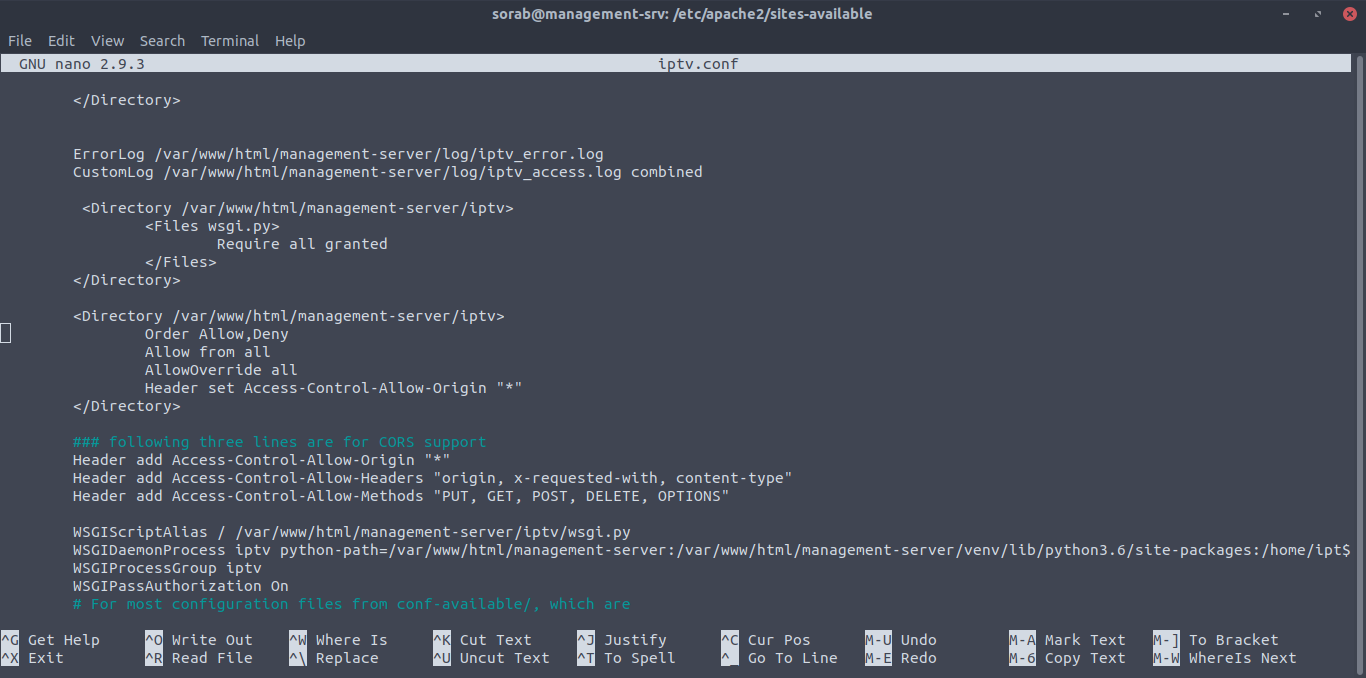 sorab@management-srv: /etc/apache2/sites-available
File Edit View Search Terminal Help
GNU nano 2.9.3 iptv.conf
</Directory>
ErrorLog /var/www/html/management-server/log/iptv_error.log
CustomLog /var/www/html/management-server/log/iptv_access.log combined
<Directory /var/www/html/management-server/iptv>
<Files wsgi.py>
Require all granted
</Files>
</Directory>
<Directory /var/www/html/management-server/iptv>
Order Allow,Deny
Allow from all
AllowOverride all
Header set Access-Control-Allow-Origin "*"
</Directory>
### following three lines are for CORS support
Header add Access-Control-Allow-Origin "*"
Header add Access-Control-Allow-Headers "origin, x-requested-with, content-type"
Header add Access-Control-Allow-Methods "PUT, GET, POST, DELETE, OPTIONS"
WSGIScriptAlias / /var/www/html/management-server/iptv/wsgi.py
WSGIDaemonProcess iptv python-path=/var/www/html/management-server:/var/www/html/management-server/venv/lib/python3.6/site-packages:/home/ipt$
WSGIProcessGroup iptv
WSGIPassAuthorization On
# For most configuration files from conf-available/, which are
^G Get Help ^O Write Out ^W Where Is ^K Cut Text ^J Justify ^C Cur Pos M-U Undo M-A Mark Text M-] To Bracket
^X Exit ^R Read File ^\ Replace ^U Uncut Text ^T To Spell ^_ Go To Line M-E Redo M-6 Copy Text M-W WhereIs Next